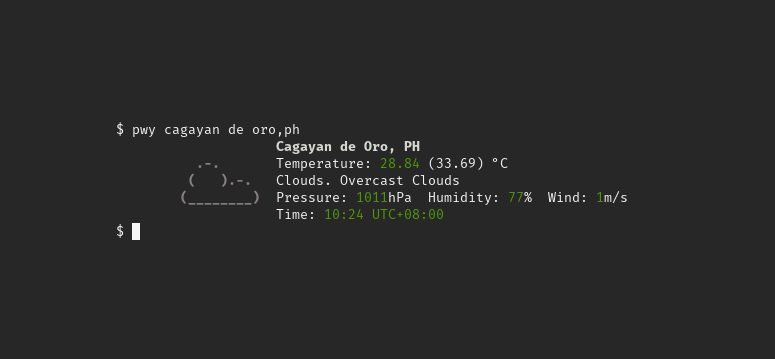 $ pwy cagayan de oro,ph
Cagayan de Oro, PH
Temperature: 28.84 (33.69) °C
Clouds. Overcast Clouds
Pressure: 1011hPa  Humidity: 77%  Wind: 1m/s
Time: 10:24 UTC+08:00
$